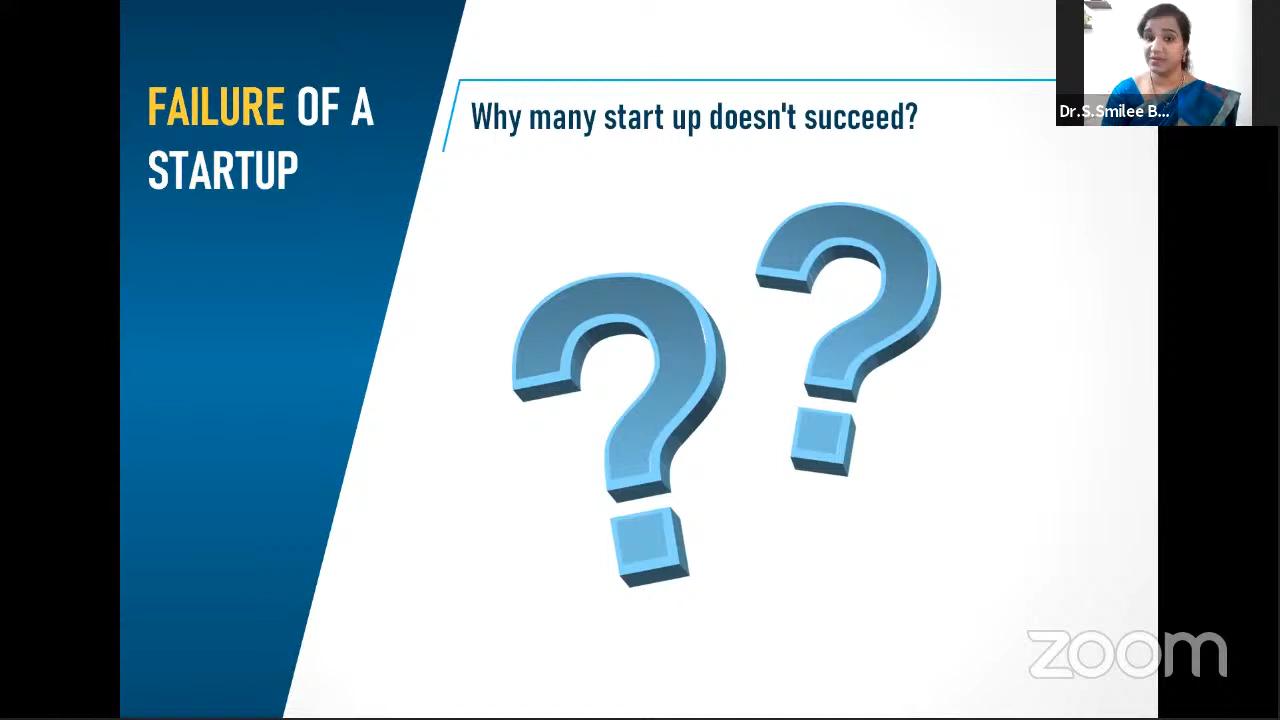 FAILURE OF A
STARTUP
Why many start up doesn't succeed?
Dr.S.Smilee B...
zoom